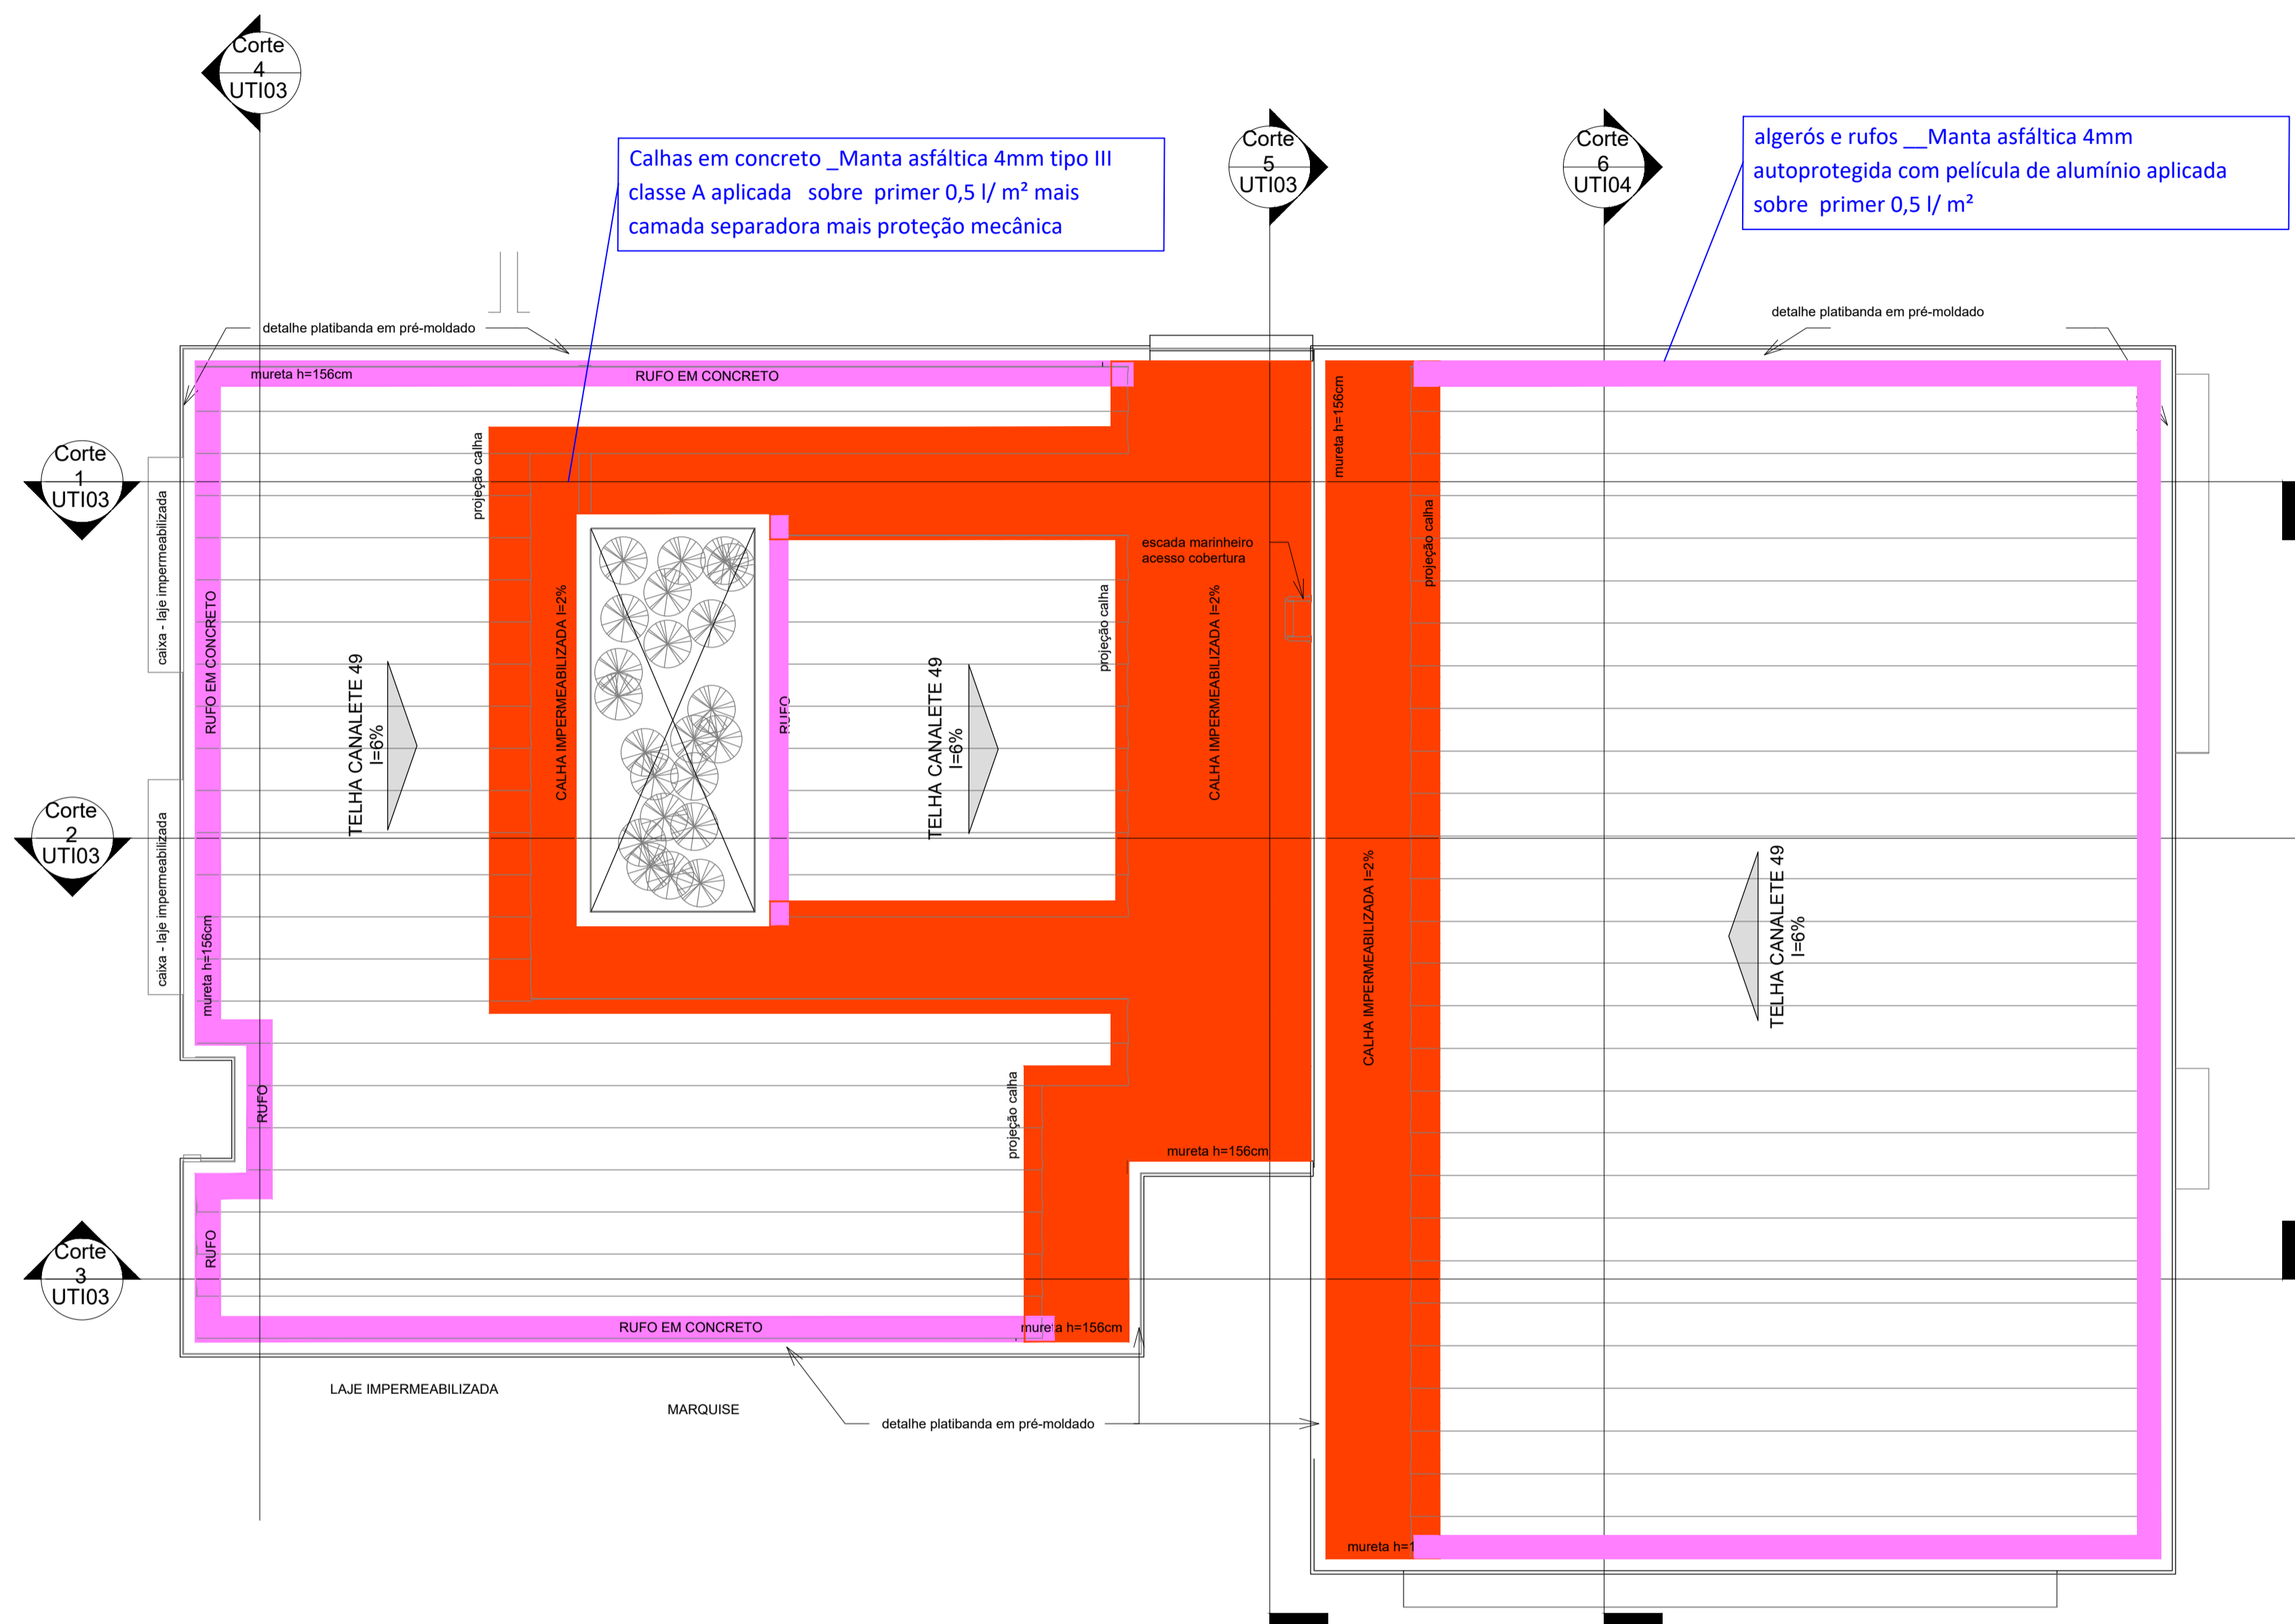 Corte
4
UTI03
Calhas em concreto _Manta asfáltica 4mm tipo III
classe A aplicada sobre primer 0,5 l/ m² mais
camada separadora mais proteção mecânica
Corte
5
UTI03
Corte
6
UTI04
algerós e rufos __Manta asfáltica 4mm
autoprotegida com película de alumínio aplicada
sobre primer 0,5 l/ m²
detalhe platibanda em pré-moldado
detalhe platibanda em pré-moldado
mureta h=156cm
RUFO EM CONCRETO
mureta h=156cm
Corte
1
UTI03
projeção calha
caixa - laje impermeabilizada
projeção calha
escada marinheiro
acesso cobertura
RUFO EM CONCRETO
CALHA IMPERMEABILIZADA I=2%
projeção calha
CALHA IMPERMEABILIZADA I=2%
TELHA CANALETE 49
I=6%
RUFO
TELHA CANALETE 49
I=6%
Corte
2
UTI03
caixa - laje impermeabilizada
mureta h=156cm
CALHA IMPERMEABILIZADA I=2%
TELHA CANALETE 49
I=6%
RUFO
projeção calha
mureta h=156cm
Corte
3
UTI03
RUFO
RUFO EM CONCRETO
mureta h=156cm
LAJE IMPERMEABILIZADA
MARQUISE
detalhe platibanda em pré-moldado
mureta h=1